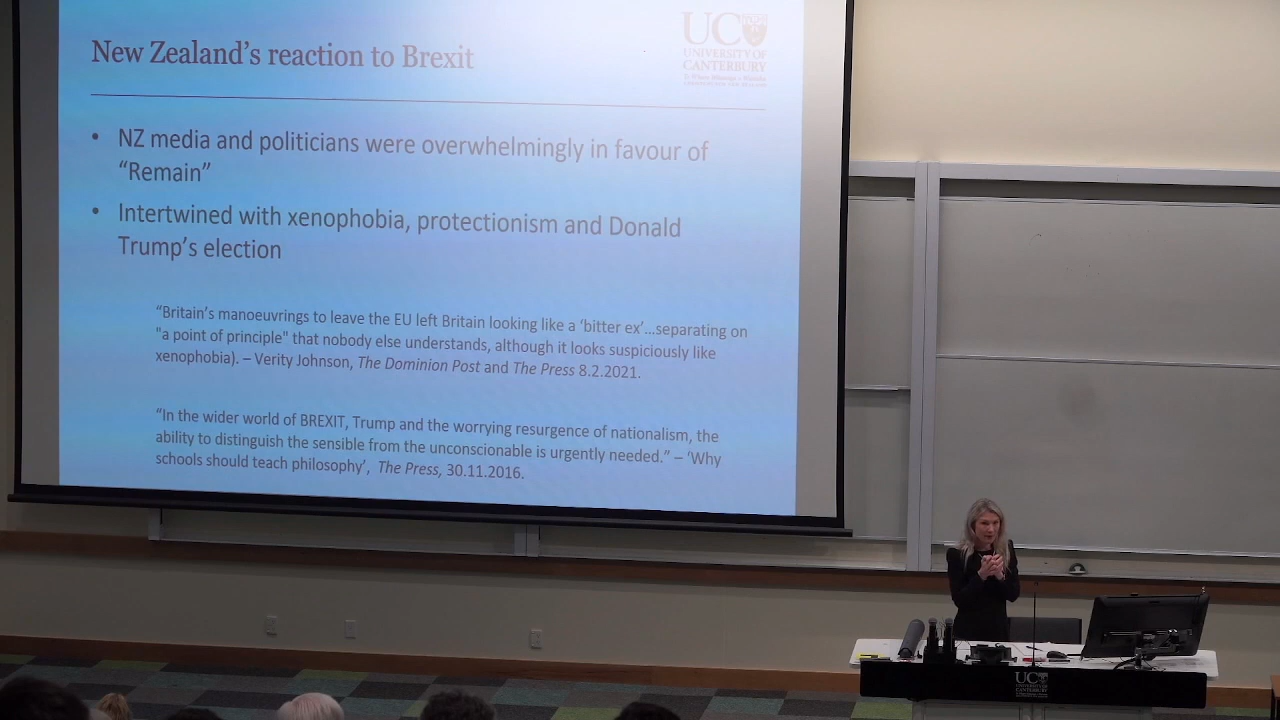 New Zealand's reaction to Brexit
UC
UNIVERSITY OF
CANTERBURY
• NZ media and politicians were overwhelmingly in favour of
“Remain”
• Intertwined with xenophobia, protectionism and Donald
Trump's election
“Britain's manoeuvrings to leave the EU left Britain looking like a ‘bitter ex’...separating on
"a point of principle" that nobody else understands, although it looks suspiciously like
xenophobia). – Verity Johnson, The Dominion Post and The Press 8.2.2021.
“In the wider world of BREXIT, Trump and the worrying resurgence of nationalism, the
ability to distinguish the sensible from the unconscionable is urgently needed.” – ‘Why
schools should teach philosophy’, The Press, 30.11.2016.
UC
UNIVERSITY OF
CANTERBURY